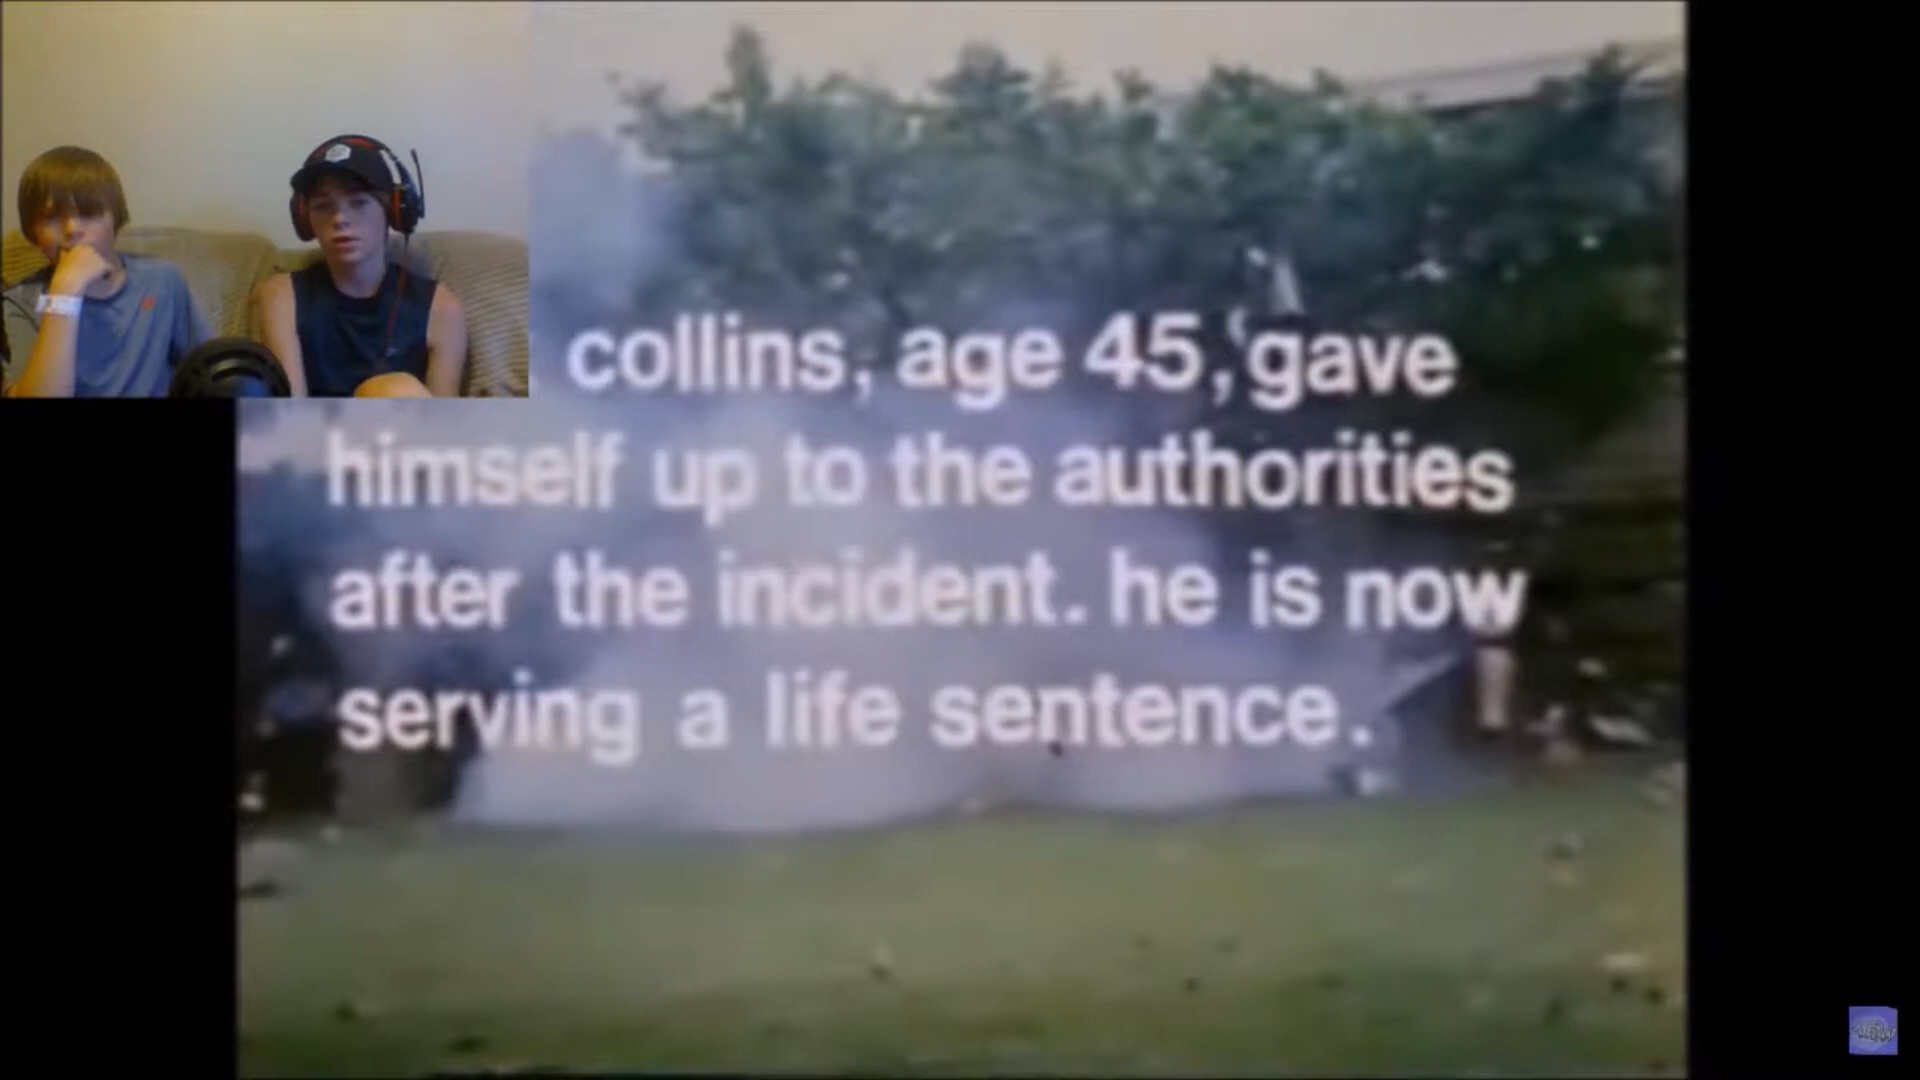 collins, age 45, gave
himself up to the authorities
after the incident. he is now
serving a life sentence.